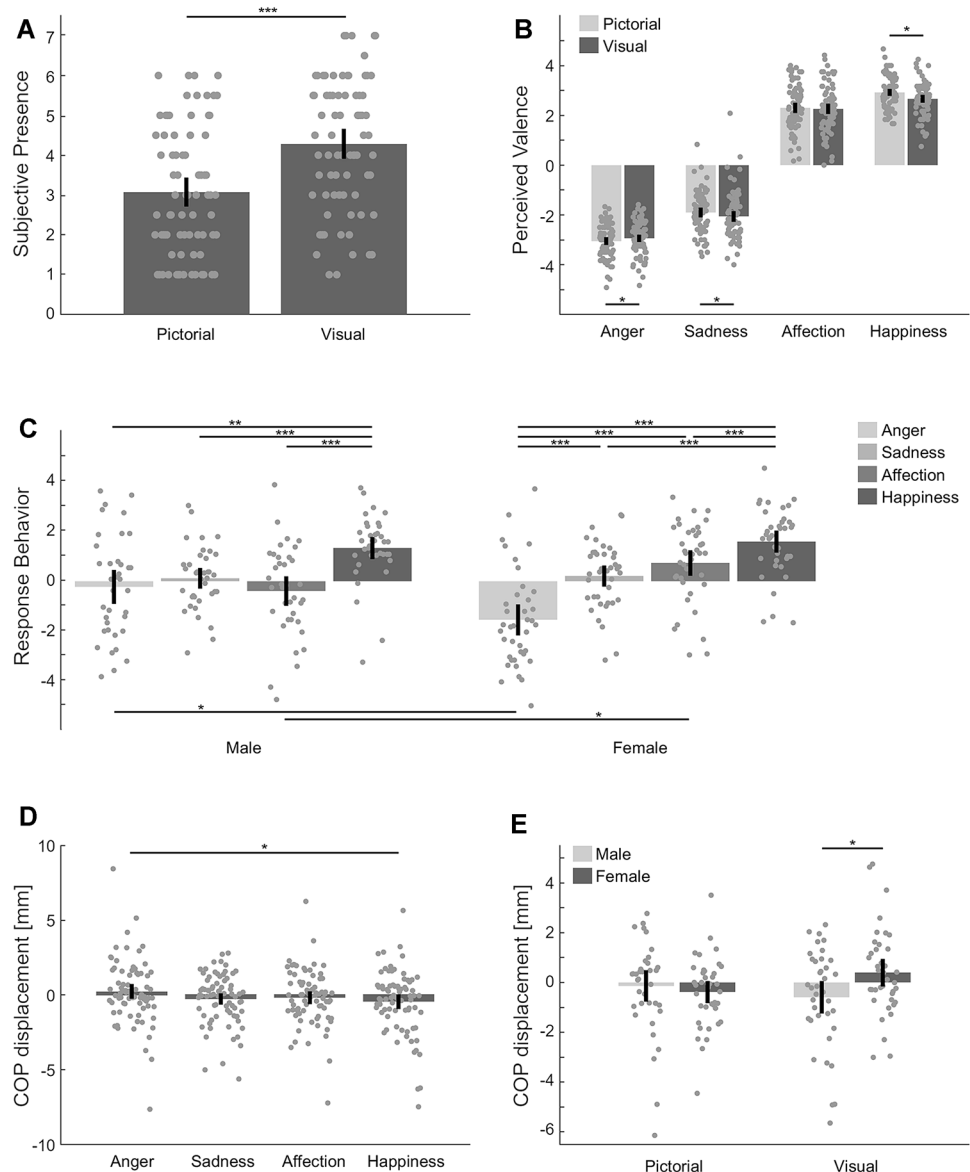 A
***
7
6
5
4
3
2
1
0
Subjective Presence
Pictorial
Visual
B
Pictorial
Visual
*
4
2
0
-2
-4
Perceived Valence
*
*
Anger
Sadness
Affection
Happiness
C
**
***
***
***
***
***
***
***
Anger
Sadness
Affection
Happiness
4
2
0
-2
-4
Response Behavior
*
*
Male
Female
D
*
10
5
0
-5
-10
COP displacement [mm]
Anger
Sadness
Affection
Happiness
E
Male
Female
*
4
2
0
-2
-4
-6
COP displacement [mm]
Pictorial
Visual